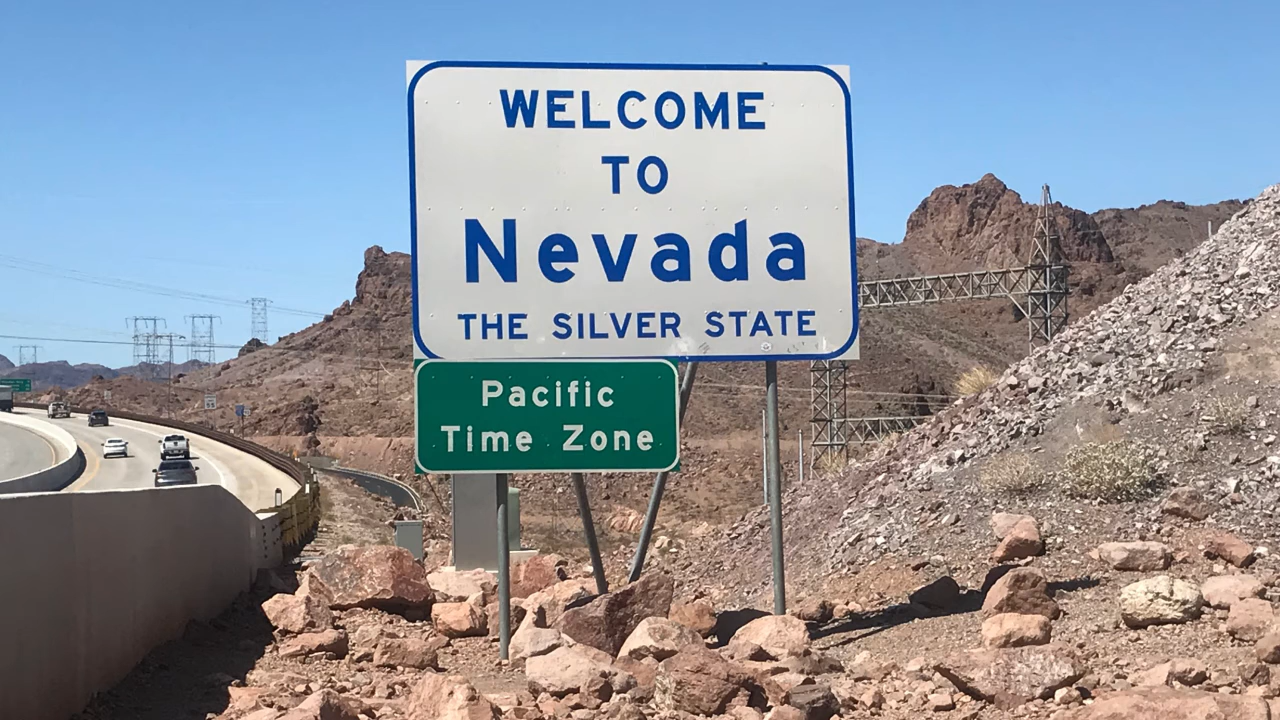 WELCOME
TO
Nevada
THE SILVER STATE
Pacific
Time Zone